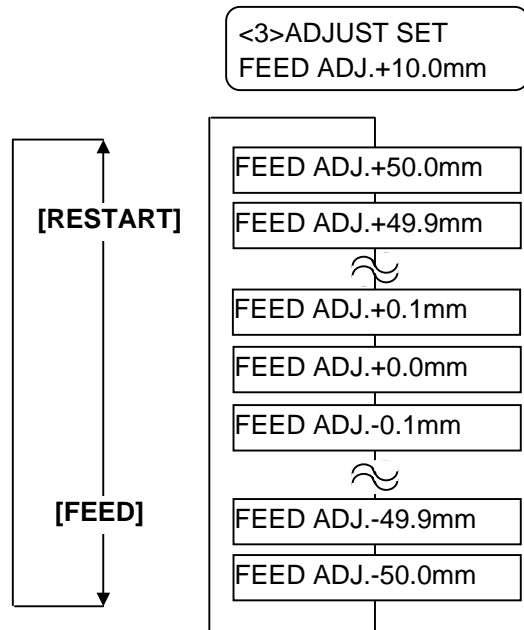 <3>ADJUST SET
FEED ADJ.+10.0mm
FEED ADJ.+50.0mm
[RESTART]
FEED ADJ.+49.9mm
FEED ADJ.+0.1mm
FEED ADJ.+0.0mm
FEED ADJ.-0.1mm
[FEED]
FEED ADJ.-49.9mm
FEED ADJ.-50.0mm